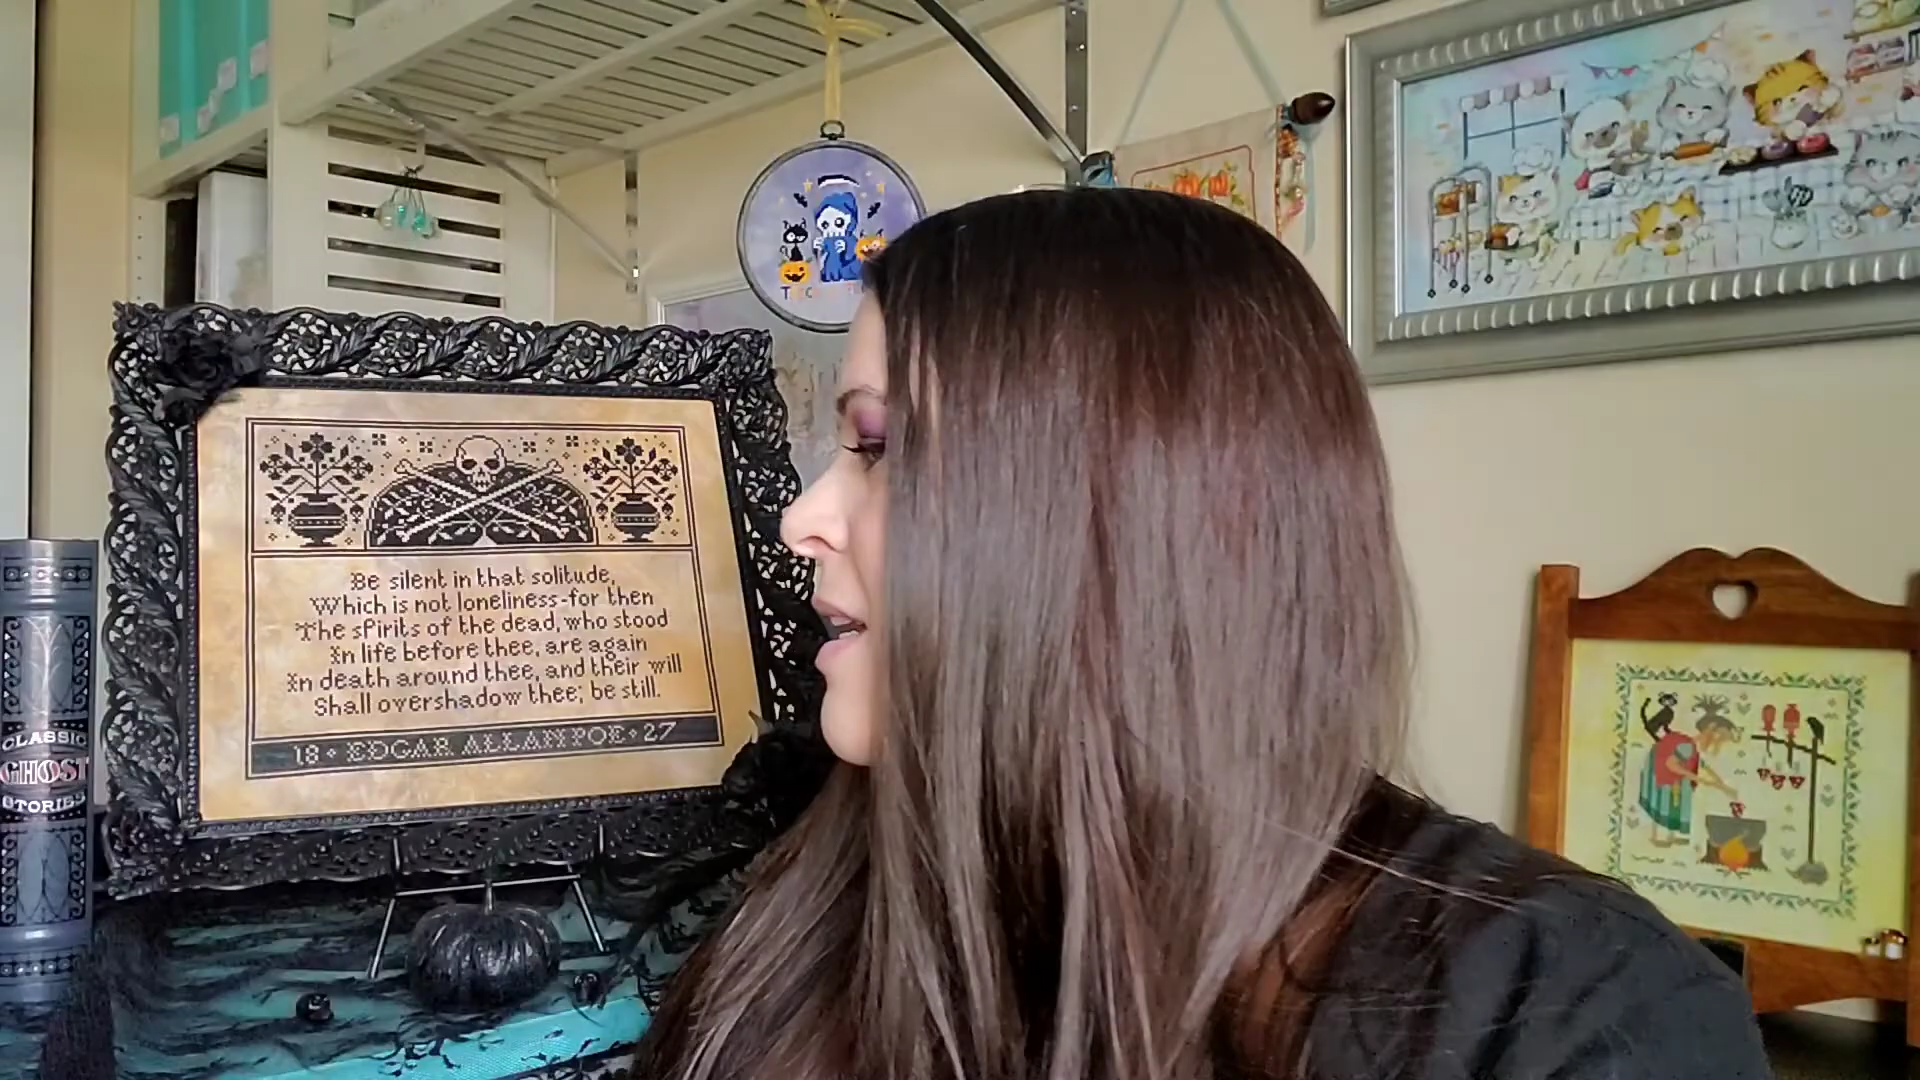 Be silent in that solitude,
Which is not loneliness-for then
The spirits of the dead, who stood
In life before thee, are again
In death around thee, and their will
Shall overshadow thee; be still.
18 EDGAR ALLAN POE 27
CLASSIC
GHOST
STORIES